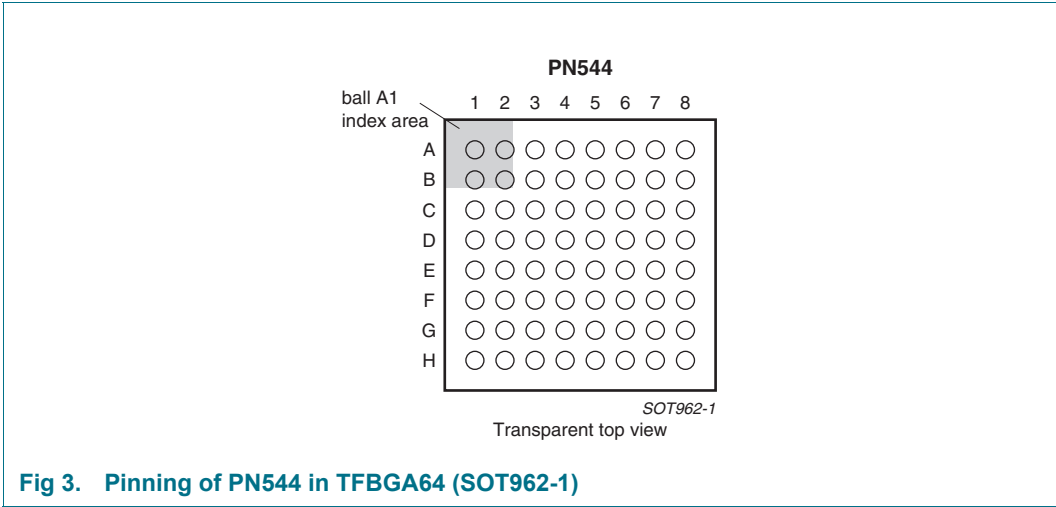 PN544
ball A1
index area
1 2 3 4 5 6 7 8
A
B
C
D
E
F
G
H
SOT962-1
Transparent top view
Fig 3. Pinning of PN544 in TFBGA64 (SOT962-1)